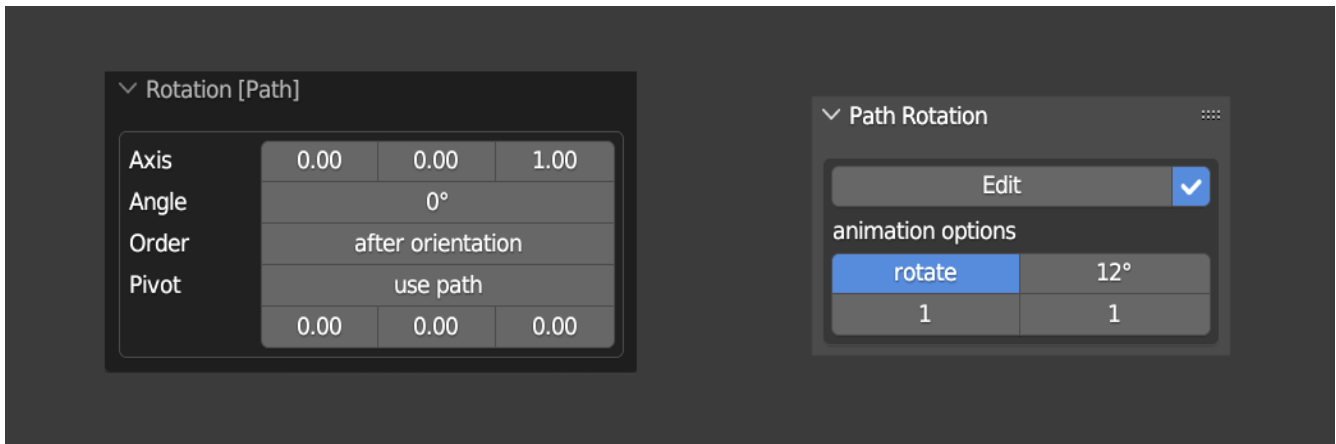 Rotation [Path]
Axis 0.00 0.00 1.00
Angle 0°
Order after orientation
Pivot use path
0.00 0.00 0.00
Path Rotation
Edit
animation options
rotate 12°
1 1